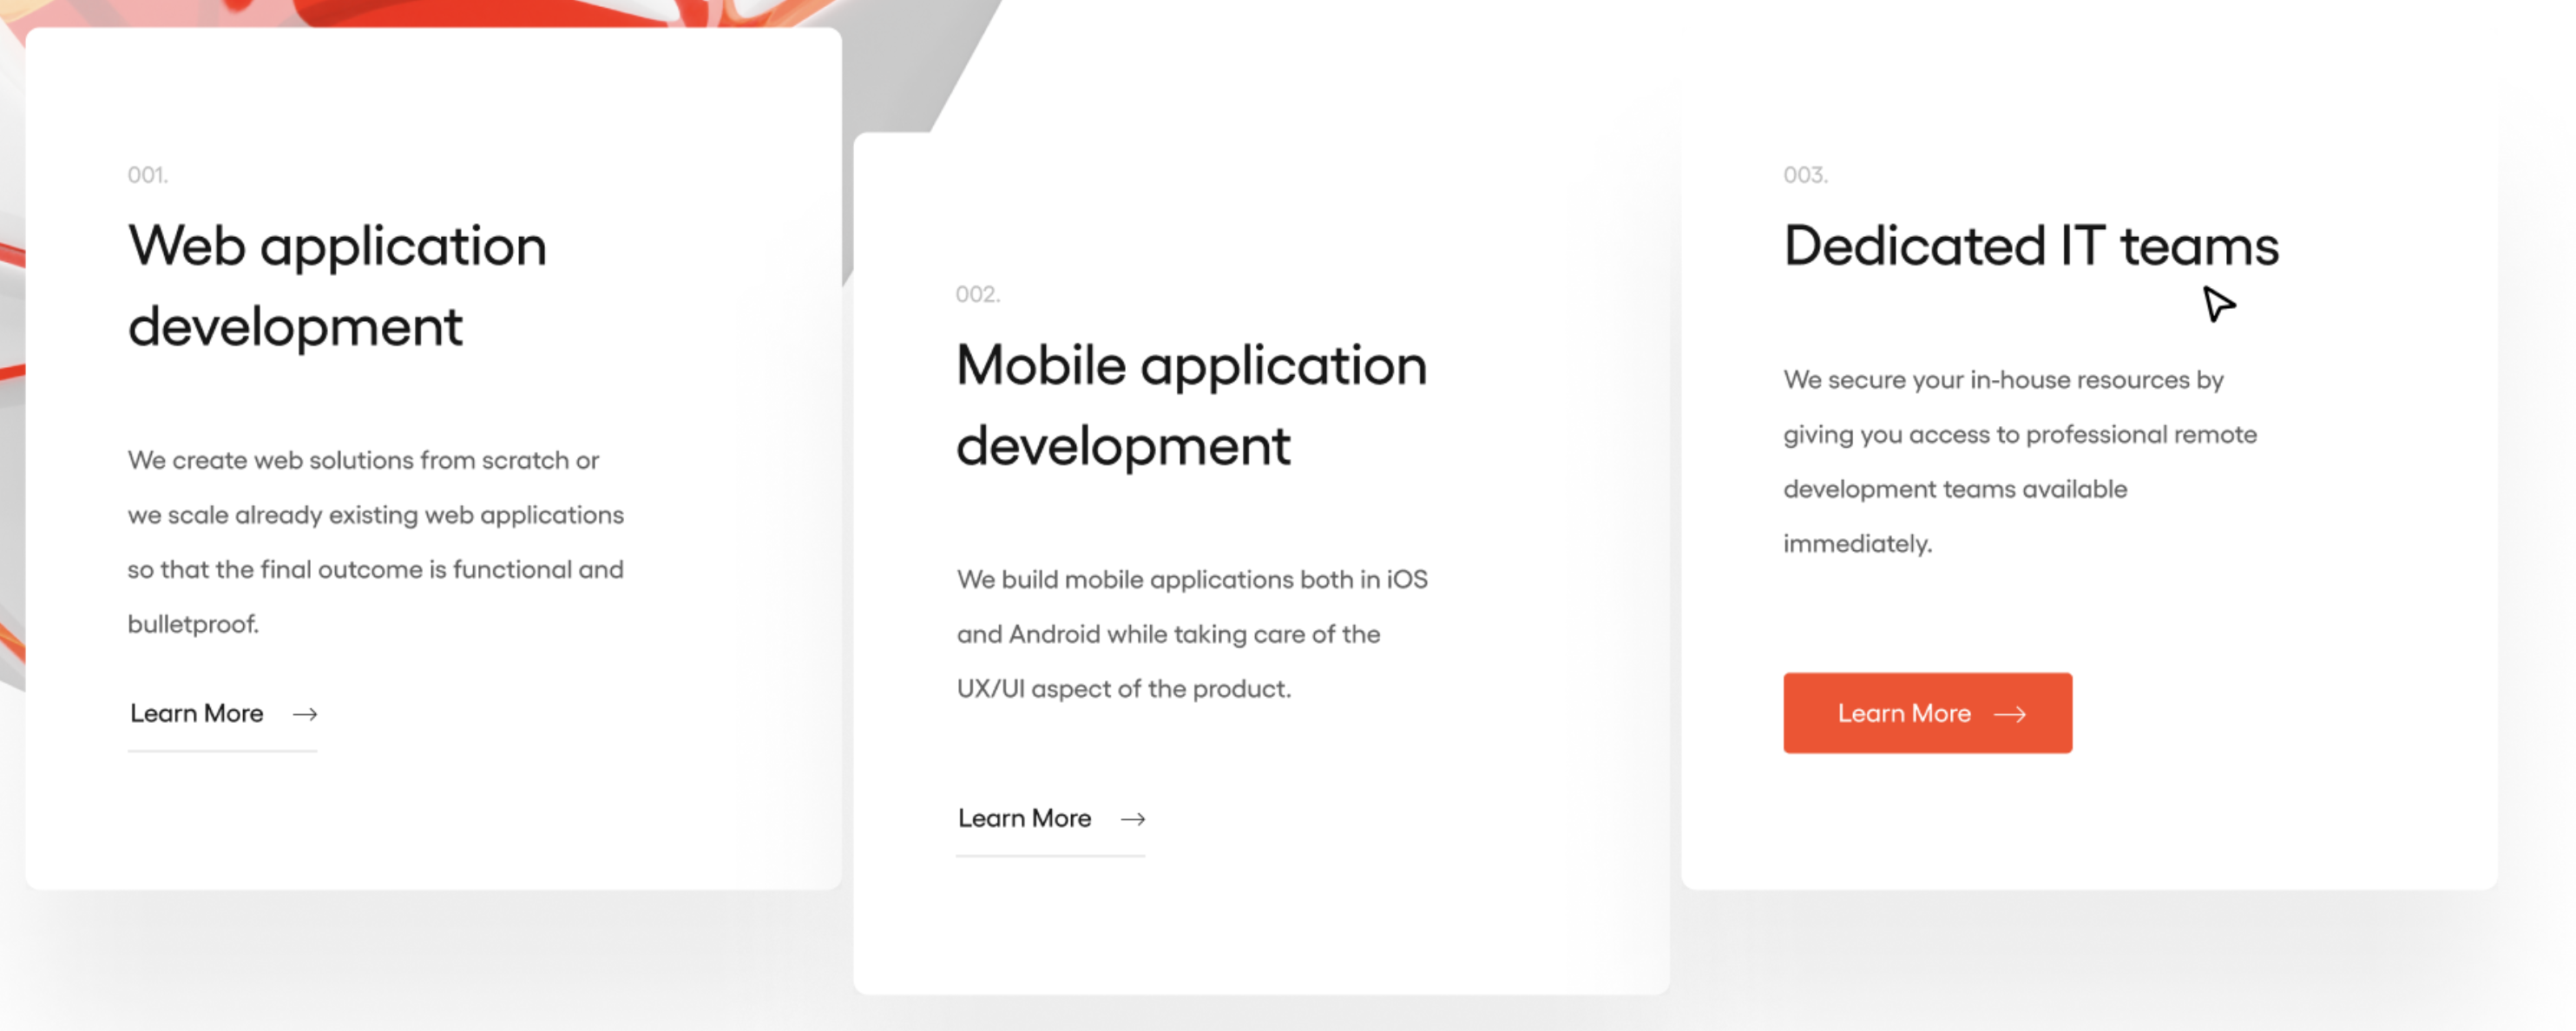 001.
Web application
development
We create web solutions from scratch or
we scale already existing web applications
so that the final outcome is functional and
bulletproof.
Learn More
002.
Mobile application
development
We build mobile applications both in iOS
and Android while taking care of the
UX/UI aspect of the product.
Learn More
003.
Dedicated IT teams
We secure your in-house resources by
giving you access to professional remote
development teams available
immediately.
Learn More